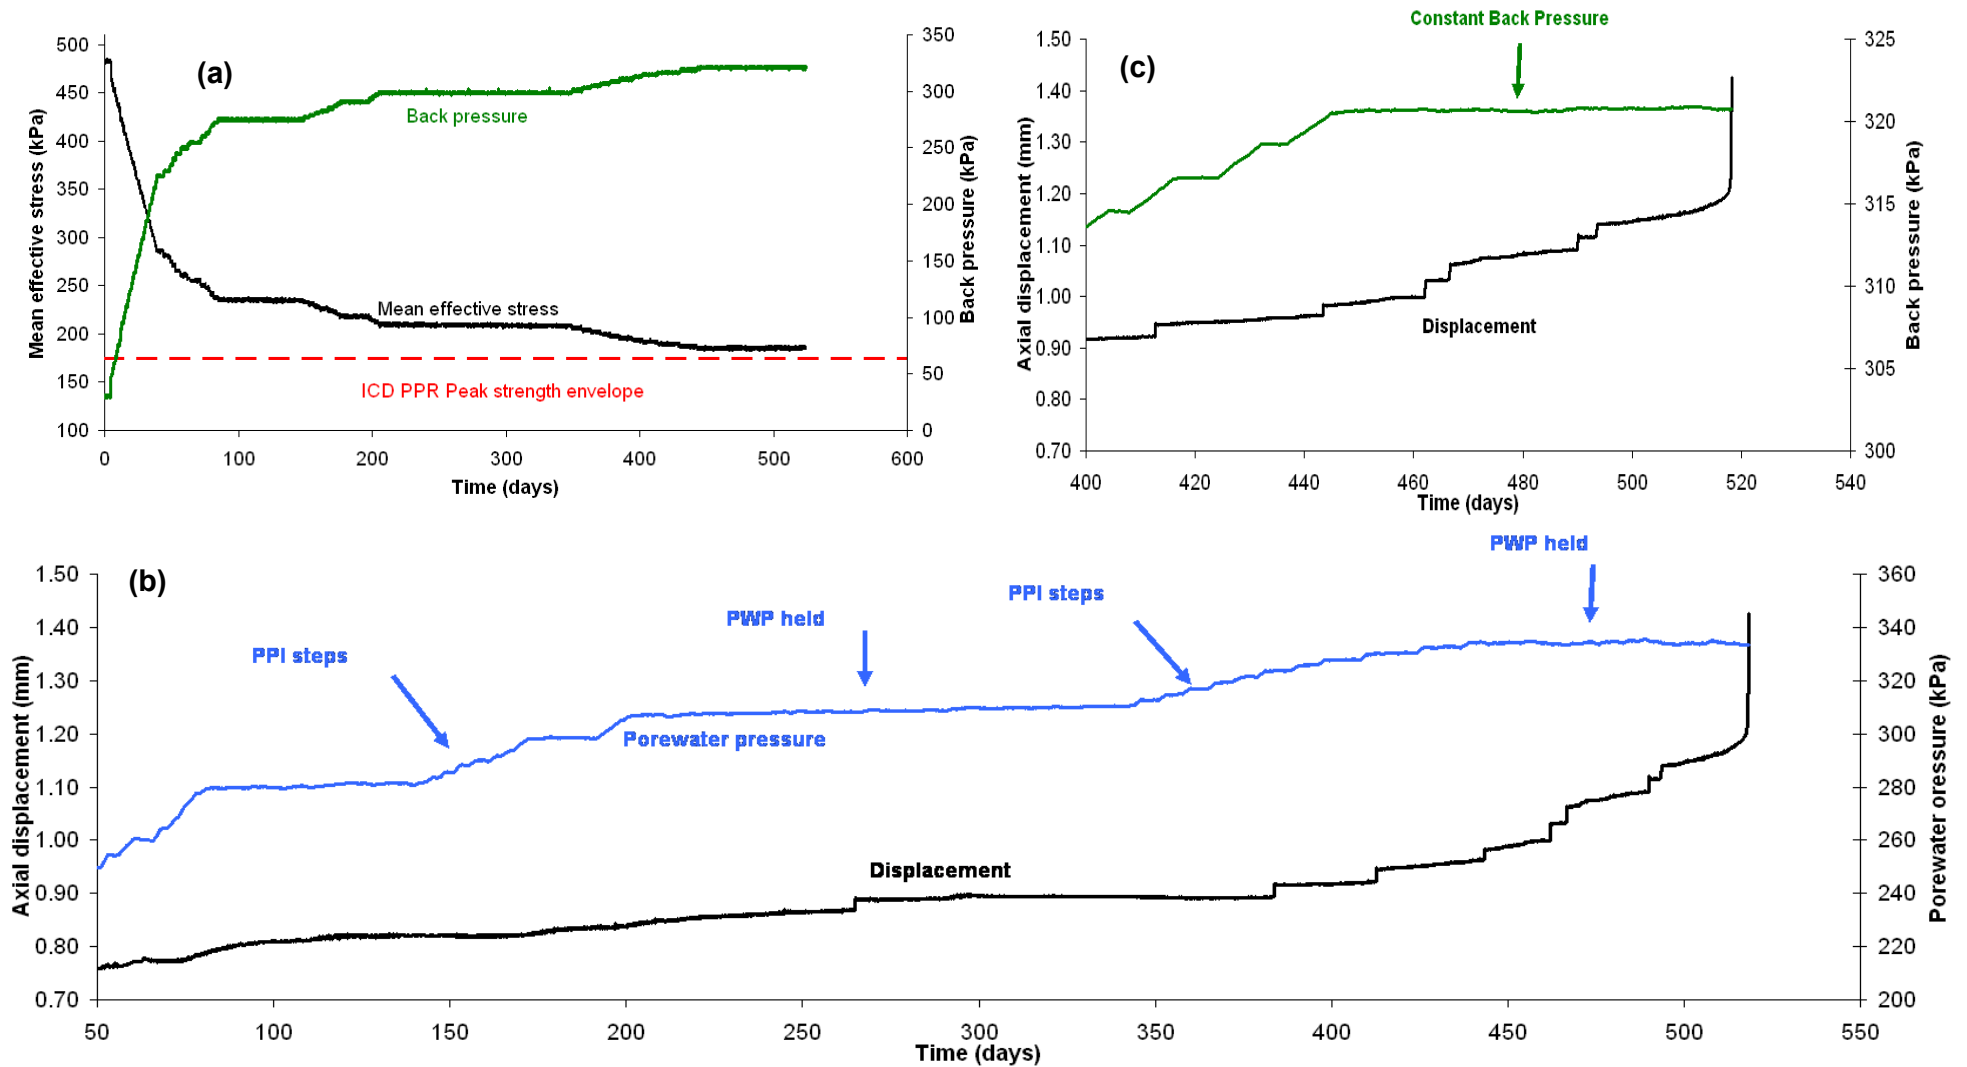 (a)
500
450
400
350
300
250
200
150
100
Mean effective stress (kPa)
350
300
250
200
150
100
50
0
Back pressure (kPa)
Back pressure
Mean effective stress
ICD PPR Peak strength envelope
0 100 200 300 400 500 600
Time (days)
Constant Back Pressure
(c)
1.50
1.40
1.30
1.20
1.10
1.00
0.90
0.80
0.70
Axial displacement (mm)
325
320
315
310
305
300
Back pressure (kPa)
Displacement
400 420 440 460 480 500 520 540
Time (days)
(b)
1.50
1.40
1.30
1.20
1.10
1.00
0.90
0.80
0.70
Axial displacement (mm)
PPI steps
PWP held
PPI steps
PWP held
Porewater pressure
Displacement
360
340
320
300
280
260
240
220
200
Porewater oressure (kPa)
50 100 150 200 250 300 350 400 450 500 550
Time (days)